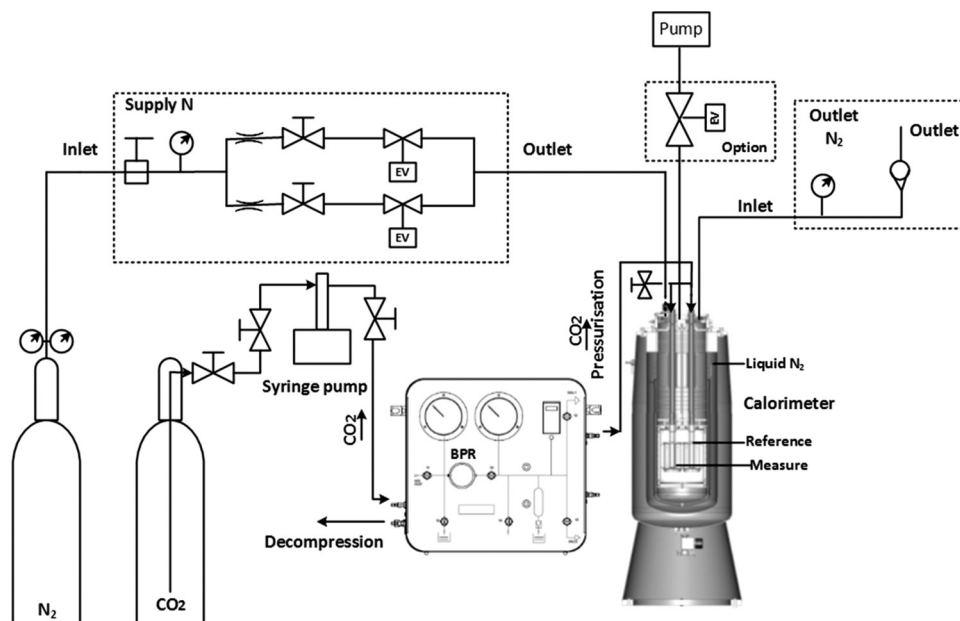 Pump
Supply N
EV
Option
Outlet
N₂
Outlet
Inlet
Outlet
EV
EV
Inlet
CO2
Pressurisation
Liquid N₂
Calorimeter
Syringe pump
CO2
BPR
Reference
Measure
Decompression
N₂
CO2